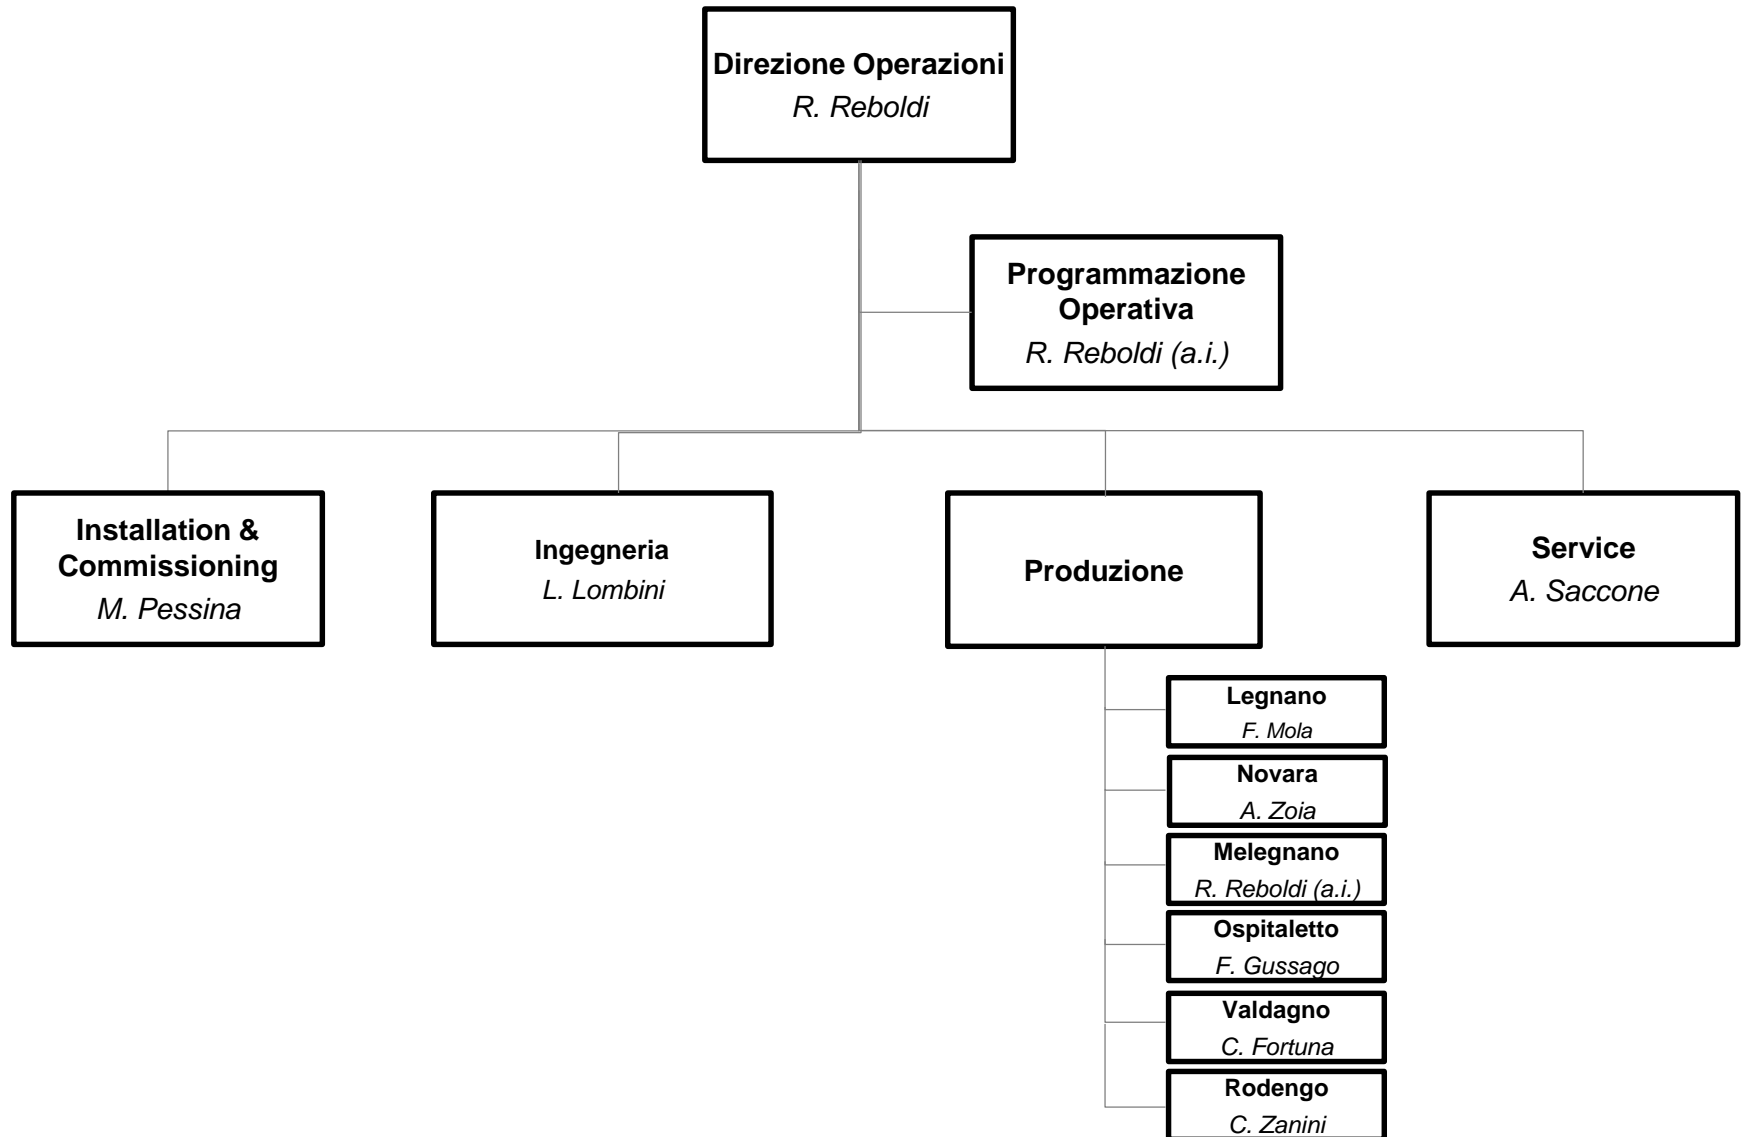 Direzione Operazioni
R. Reboldi
Programmazione
Operativa
R. Reboldi (a.i.)
Installation &
Commissioning
M. Pessina
Ingegneria
L. Lombini
Produzione
Service
A. Saccone
Legnano
F. Mola
Novara
A. Zoia
Melegnano
R. Reboldi (a.i.)
Ospitaletto
F. Gussago
Valdagno
C. Fortuna
Rodengo
C. Zanini